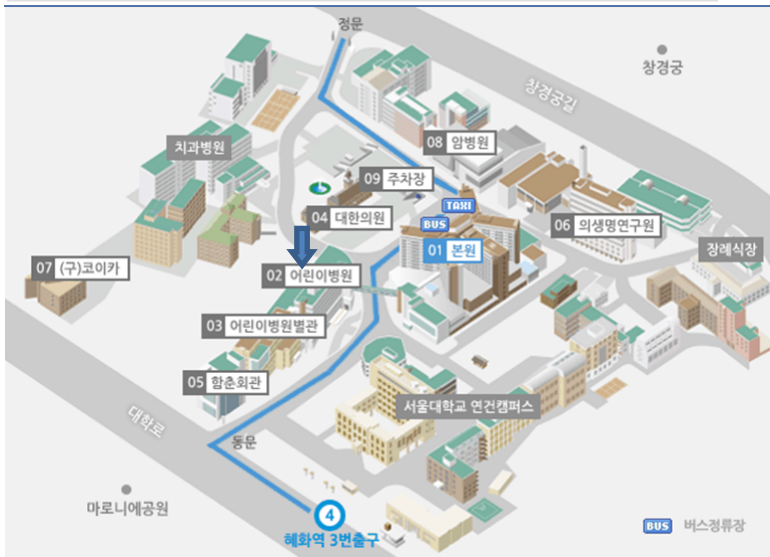 정문
창경궁
창경궁길
08 암병원
치과병원
09 주차장
TAXI
04 대한의원
BUS
06 의생명연구원
01 본원
장례식장
07 (구)코이카
02 어린이병원
03 어린이병원별관
05 함춘회관
서울대학교 연건캠퍼스
대학로
동문
마로니에공원
4
혜화역 3번출구
BUS 버스정류장